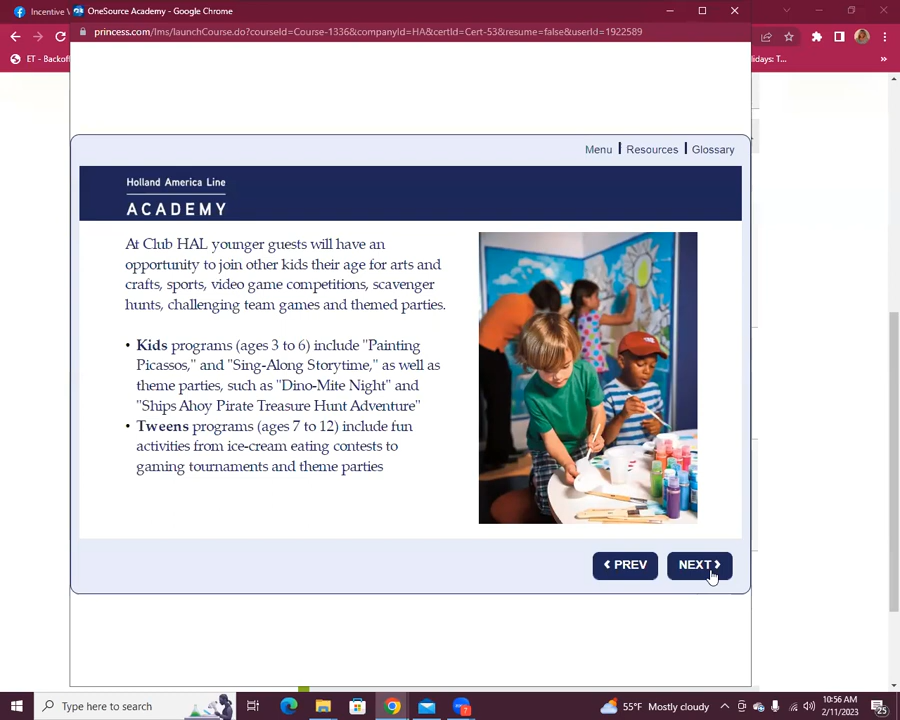 Incentive V
OneSource Academy - Google Chrome
princess.com/lms/launchCourse.do?courseId=Course-1336&companyId=HA&certId=Cert-53&resume=false&userId=1922589
ET - Backoff
lidays: T...
»
Menu | Resources | Glossary
Holland America Line
ACADEMY
At Club HAL younger guests will have an
opportunity to join other kids their age for arts and
crafts, sports, video game competitions, scavenger
hunts, challenging team games and themed parties.
• Kids programs (ages 3 to 6) include "Painting
Picassos," and "Sing-Along Storytime," as well as
theme parties, such as "Dino-Mite Night" and
"Ships Ahoy Pirate Treasure Hunt Adventure"
• Tweens programs (ages 7 to 12) include fun
activities from ice-cream eating contests to
gaming tournaments and theme parties
PREV NEXT
Type here to search
55°F Mostly cloudy
10:56 AM
2/11/2023
25